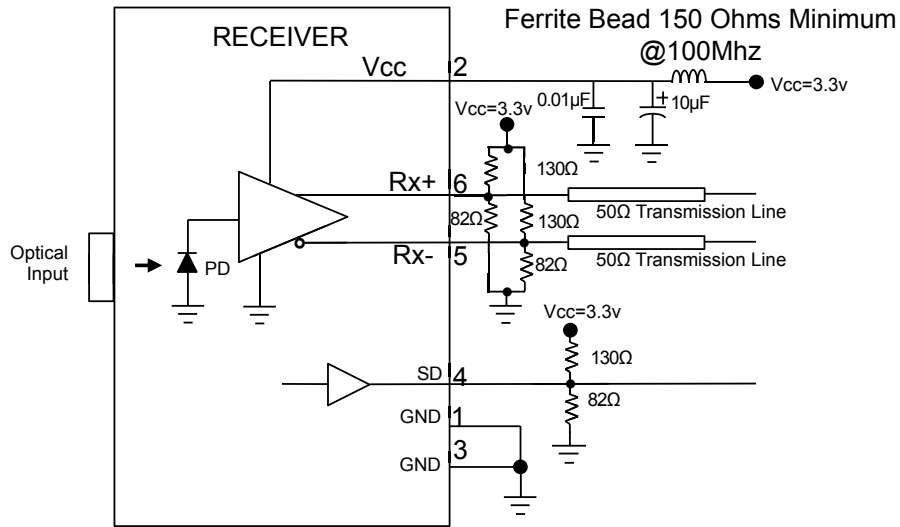 Ferrite Bead 150 Ohms Minimum
@100Mhz
RECEIVER
Vcc
2
Vcc=3.3v
0.01µF
+
10µF
Vcc=3.3v
130Ω
Rx+
6
50Ω Transmission Line
82Ω
130Ω
Rx-
5
50Ω Transmission Line
82Ω
Optical
Input
PD
Vcc=3.3v
130Ω
SD
4
82Ω
GND
1
GND
3